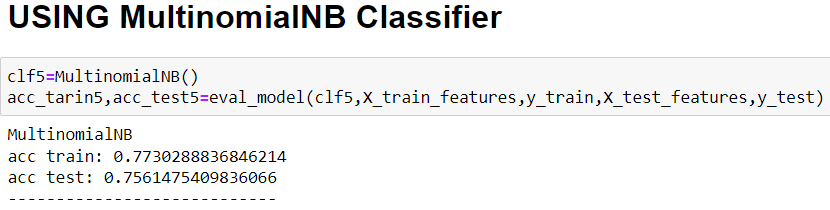 USING MultinomialNB Classifier
clf5=MultinomialNB()
acc_tarin5,acc_test5=eval_model(clf5,X_train_features,y_train,X_test_features,y_test)
MultinomialNB
acc train: 0.7730288836846214
acc test: 0.7561475409836066
----------------------------